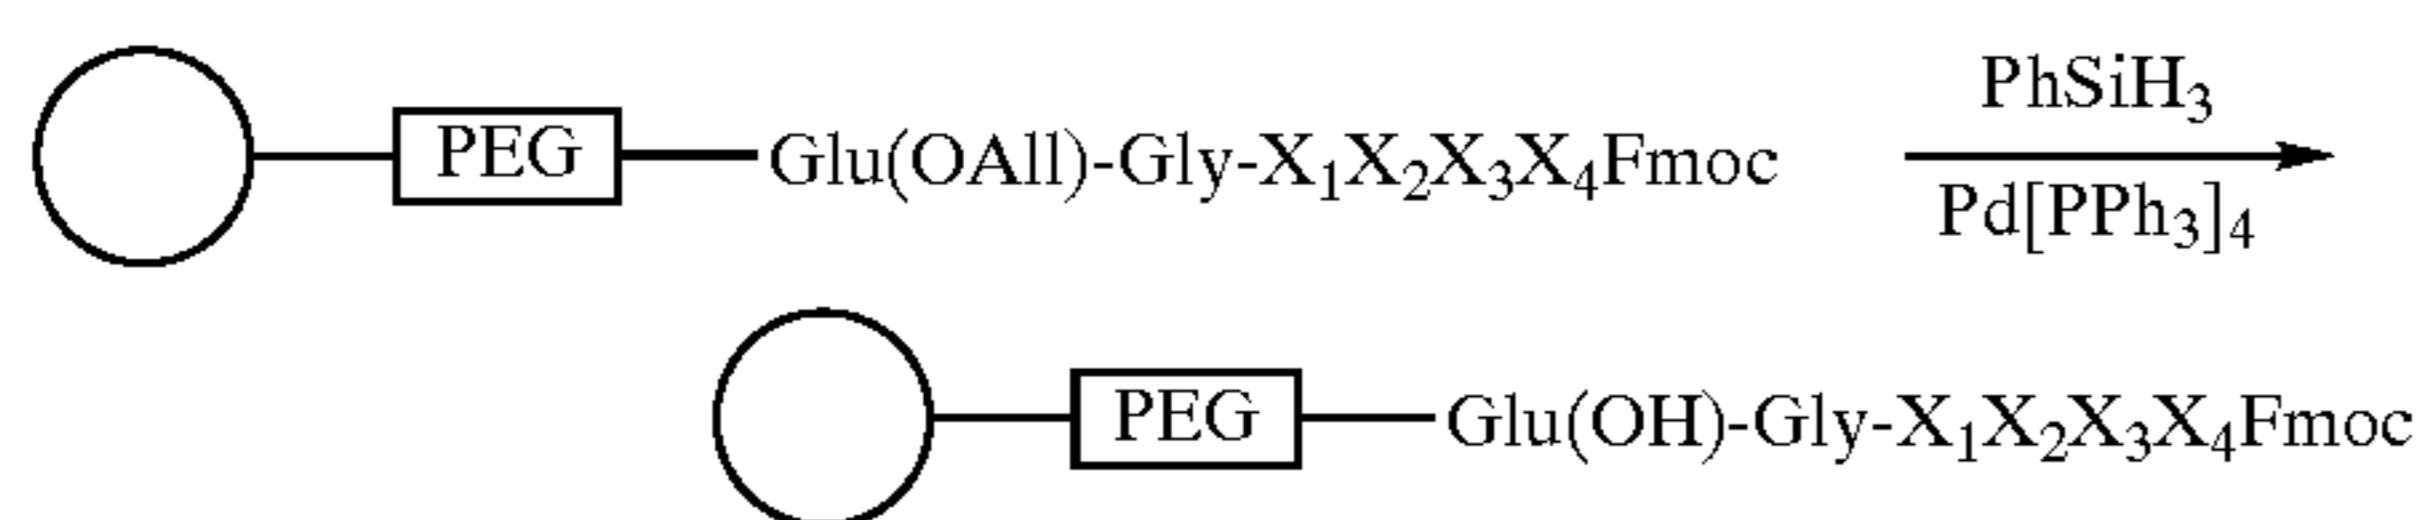 PhSiH₃
PEG Glu(OAll)-Gly-X₁X₂X₃X₄Fmoc
Pd[PPh₃]₄
PEG Glu(OH)-Gly-X₁X₂X₃X₄Fmoc